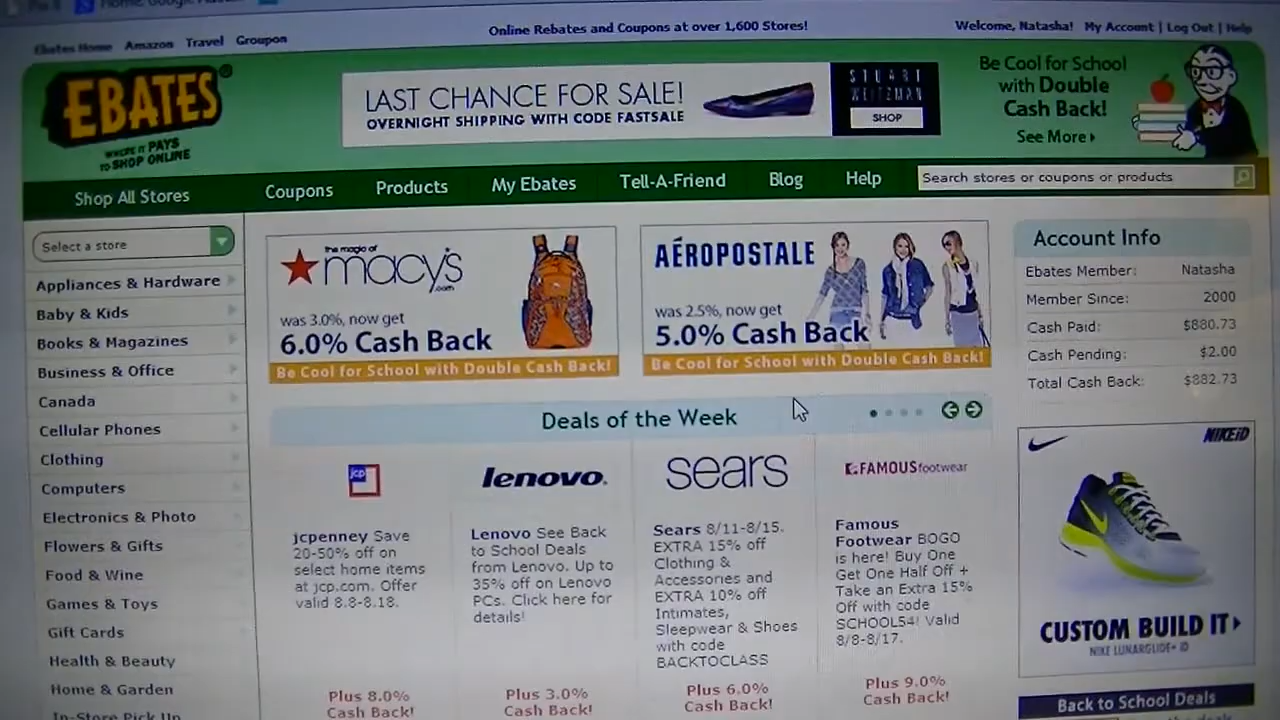 Online Rebates and Coupons at over 1,600 Stores!
Welcome, Natasha! My Account | Log Out | Help
Ebates Home Amazon Travel Groupon
EBATES®
WHERE IT PAYS
TO SHOP ONLINE
LAST CHANCE FOR SALE!
OVERNIGHT SHIPPING WITH CODE FASTSALE
STUART
WEITZMAN
SHOP
Be Cool for School
with Double
Cash Back!
See More
Shop All Stores
Coupons
Products
My Ebates
Tell-A-Friend
Blog
Help
Search stores or coupons or products
Select a store
Appliances & Hardware
Baby & Kids
Books & Magazines
Business & Office
Canada
Cellular Phones
Clothing
Computers
Electronics & Photo
Flowers & Gifts
Food & Wine
Games & Toys
Gift Cards
Health & Beauty
Home & Garden
In-Store Pick Up
the magic of
macy's
.com
was 3.0%, now get
6.0% Cash Back
Be Cool for School with Double Cash Back!
AÉROPOSTALE
was 2.5%, now get
5.0% Cash Back
Be Cool for School with Double Cash Back!
Deals of the Week
jcp
jcpenney Save
20-50% off on
select home items
at jcp.com. Offer
valid 8.8-8.18.
Plus 8.0%
Cash Back!
lenovo.
Lenovo See Back
to School Deals
from Lenovo. Up to
35% off on Lenovo
PCs. Click here for
details!
Plus 3.0%
Cash Back!
sears
Sears 8/11-8/15.
EXTRA 15% off
Clothing &
Accessories and
EXTRA 10% off
Intimates,
Sleepwear & Shoes
with code
BACKTOCLASS
Plus 6.0%
Cash Back!
FAMOUS footwear
Famous
Footwear BOGO
is here! Buy One
Get One Half Off +
Take an Extra 15%
Off with code
SCHOOL54! Valid
8/8-8/17.
Plus 9.0%
Cash Back!
Account Info
Ebates Member: Natasha
Member Since: 2000
Cash Paid: $880.73
Cash Pending: $2.00
Total Cash Back: $882.73
NIKEiD
CUSTOM BUILD IT
NIKE LUNARGLIDE+ iD
Back to School Deals